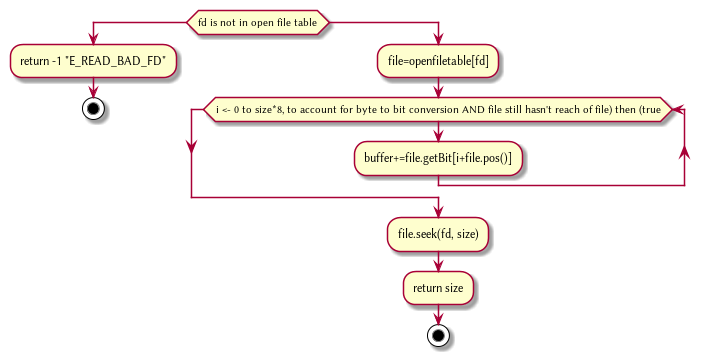 fd is not in open file table
return -1 "E_READ_BAD_FD"
file=openfiletable[fd]
i <- 0 to size*8, to account for byte to bit conversion AND file still hasn't reach of file) then (true
buffer+=file.getBit[i+file.pos()]
file.seek(fd, size)
return size